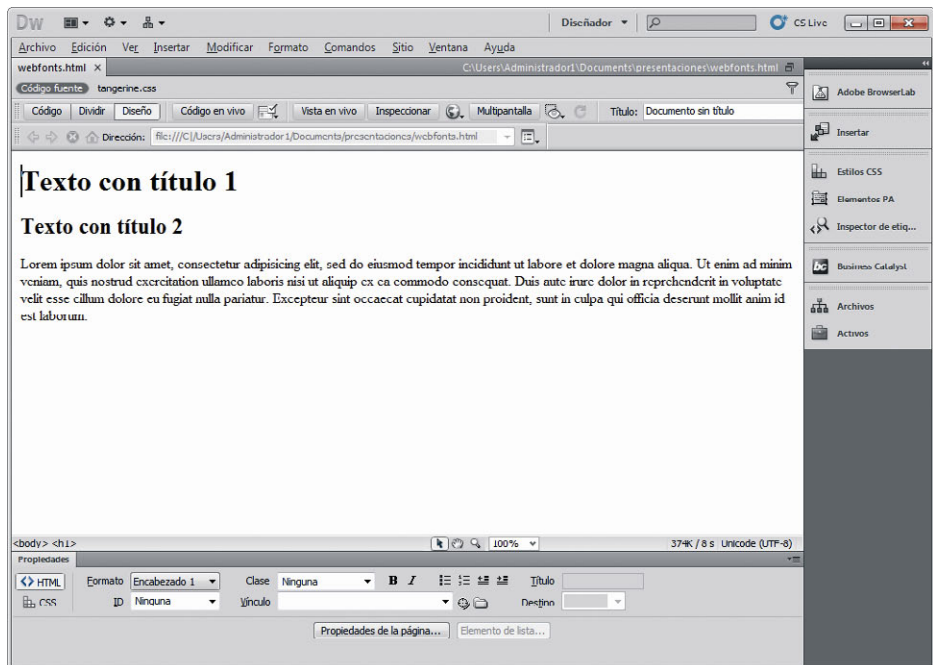 Dw Diseñador CS Live
Archivo Edición Ver Insertar Modificar Formato Comandos Sitio Ventana Ayuda
webfonts.html × C:\Users\Administrador1\Documents\presentaciones\webfonts.html
Código fuente tangerine.css
Código Dividir Diseño Código en vivo Vista en vivo Inspeccionar Multipantalla Título: Documento sin título
Dirección: file:///C|/Users/Administrador1/Documents/presentaciones/webfonts.html
Texto con título 1
Texto con título 2
Lorem ipsum dolor sit amet, consectetur adipisicing elit, sed do eiusmod tempor incididunt ut labore et dolore magna aliqua. Ut enim ad minim
veniam, quis nostrud exercitation ullamco laboris nisi ut aliquip ex ea commodo consequat. Duis aute irure dolor in reprehenderit in voluptate
velit esse cillum dolore eu fugiat nulla pariatur. Excepteur sint occaecat cupidatat non proident, sunt in culpa qui officia deserunt mollit anim id
est laborum.
Adobe BrowserLab
Insertar
Estilos CSS
Elementos PA
Inspector de etiq...
Business Catalyst
Archivos
Activos
<body> <h1> 100% 374K / 8 s Unicode (UTF-8)
Propiedades
<> HTML Formato Encabezado 1 Clase Ninguna B I Título
CSS ID Ninguna Vínculo Destino
Propiedades de la página... Elemento de lista...